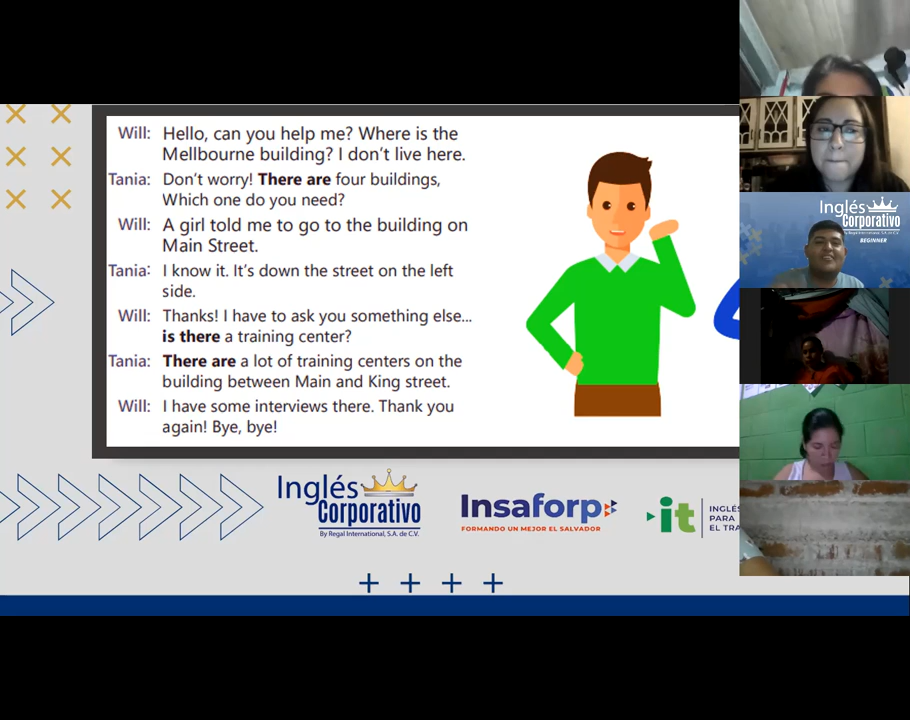 Will: Hello, can you help me? Where is the
Mellbourne building? I don't live here.
Tania: Don't worry! There are four buildings,
Which one do you need?
Will: A girl told me to go to the building on
Main Street.
Tania: I know it. It's down the street on the left
side.
Will: Thanks! I have to ask you something else...
is there a training center?
Tania: There are a lot of training centers on the
building between Main and King street.
Will: I have some interviews there. Thank you
again! Bye, bye!
Inglés
Corporativo
By Regal International, S.A. de C.V.
Insaforp
FORMANDO UN MEJOR EL SALVADOR
it
INGLÉS
PARA
EL TRA
Inglés
Corporativo
By Regal International, S.A. de C.V.
BEGINNER